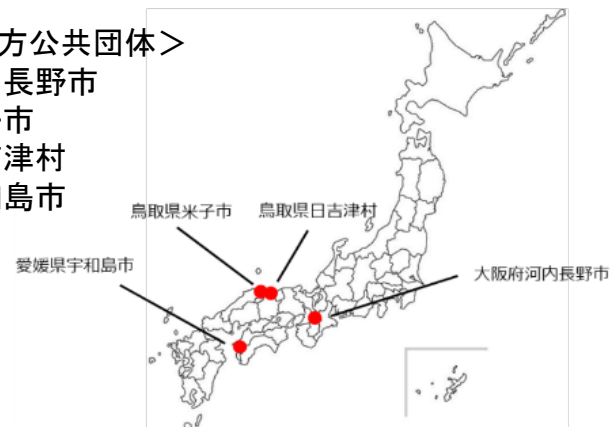 方公共団体＞
長野市
市
津村
島市
鳥取県米子市
鳥取県日吉津村
愛媛県宇和島市
大阪府河内長野市